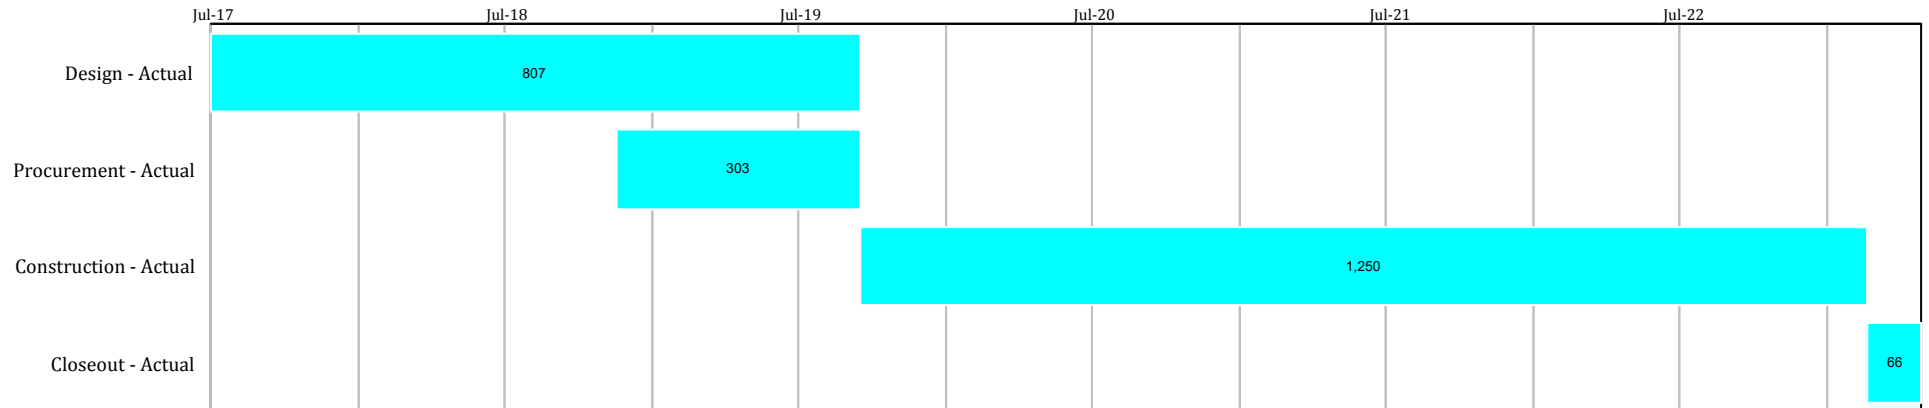 Jul-17 Jul-18 Jul-19 Jul-20 Jul-21 Jul-22
Design - Actual 807
Procurement - Actual 303
Construction - Actual 1,250
Closeout - Actual 66